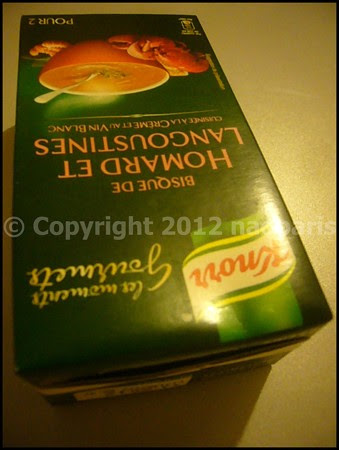 Knorr
les moments
Gourmets
BISQUE DE
HOMARD ET
LANGOUSTINES
CUISINÉE À LA CRÈME ET AU VIN BLANC
POUR 2
© Copyright 2012 naoparis